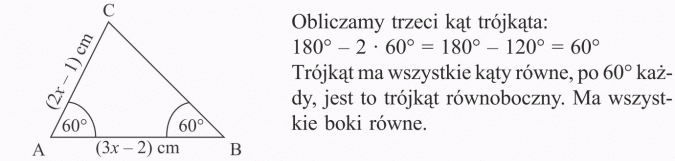 C
(2x – 1) cm
60°
60°
A
(3x – 2) cm
B
Obliczamy trzeci kąt trójkąta:
180° – 2 · 60° = 180° – 120° = 60°
Trójkąt ma wszystkie kąty równe, po 60° każ-
dy, jest to trójkąt równoboczny. Ma wszyst-
kie boki równe.